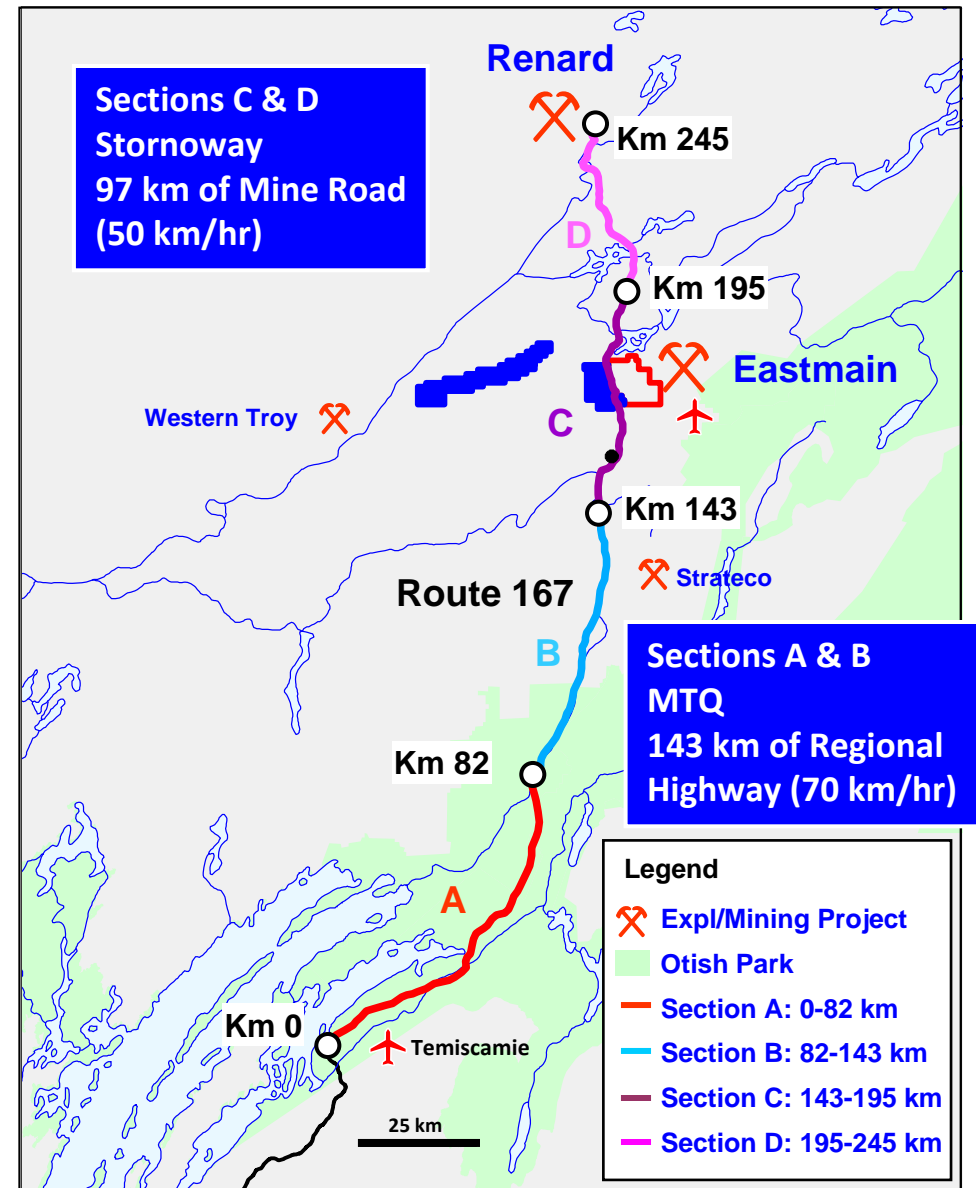 Renard
Sections C & D
Stornoway
97 km of Mine Road
(50 km/hr)
Km 245
D
Km 195
Eastmain
Western Troy
C
Km 143
Strateco
Route 167
B
Sections A & B
MTQ
143 km of Regional
Highway (70 km/hr)
Km 82
A
Km 0
Temiscamie
25 km
Legend
Expl/Mining Project
Otish Park
Section A: 0-82 km
Section B: 82-143 km
Section C: 143-195 km
Section D: 195-245 km